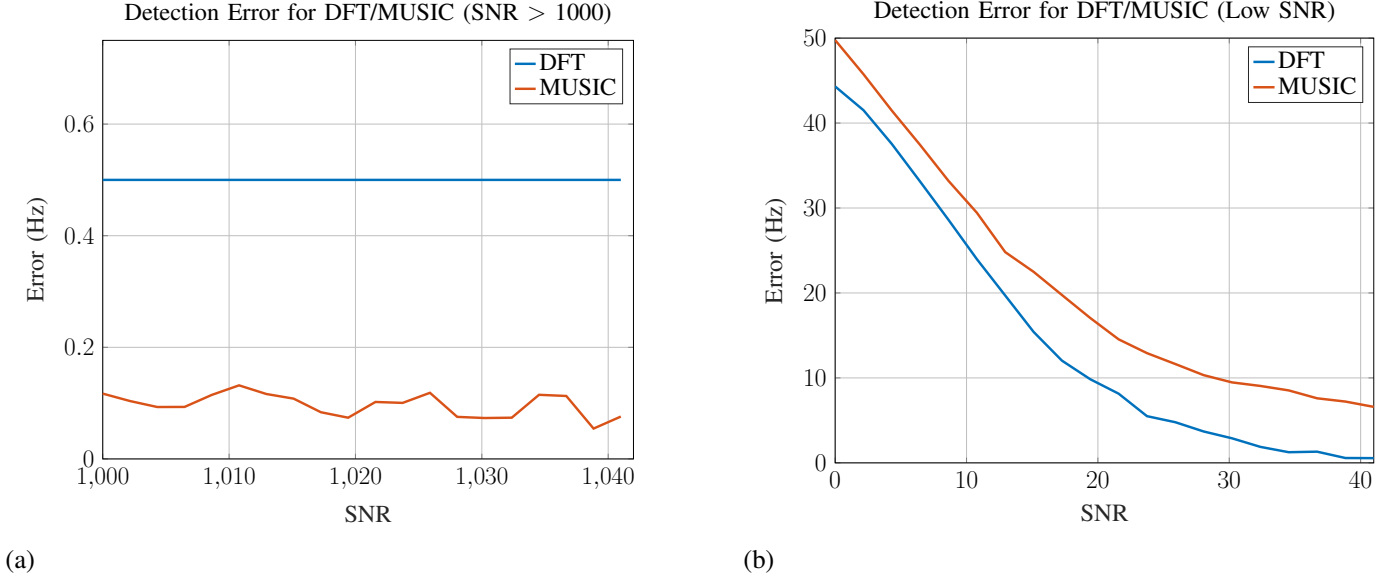 Detection Error for DFT/MUSIC (SNR > 1000)
DFT
MUSIC
0.6
0.4
0.2
0
Error (Hz)
1,000
1,010
1,020
1,030
1,040
SNR
(a)
Detection Error for DFT/MUSIC (Low SNR)
DFT
MUSIC
50
40
30
20
10
0
Error (Hz)
0
10
20
30
40
SNR
(b)